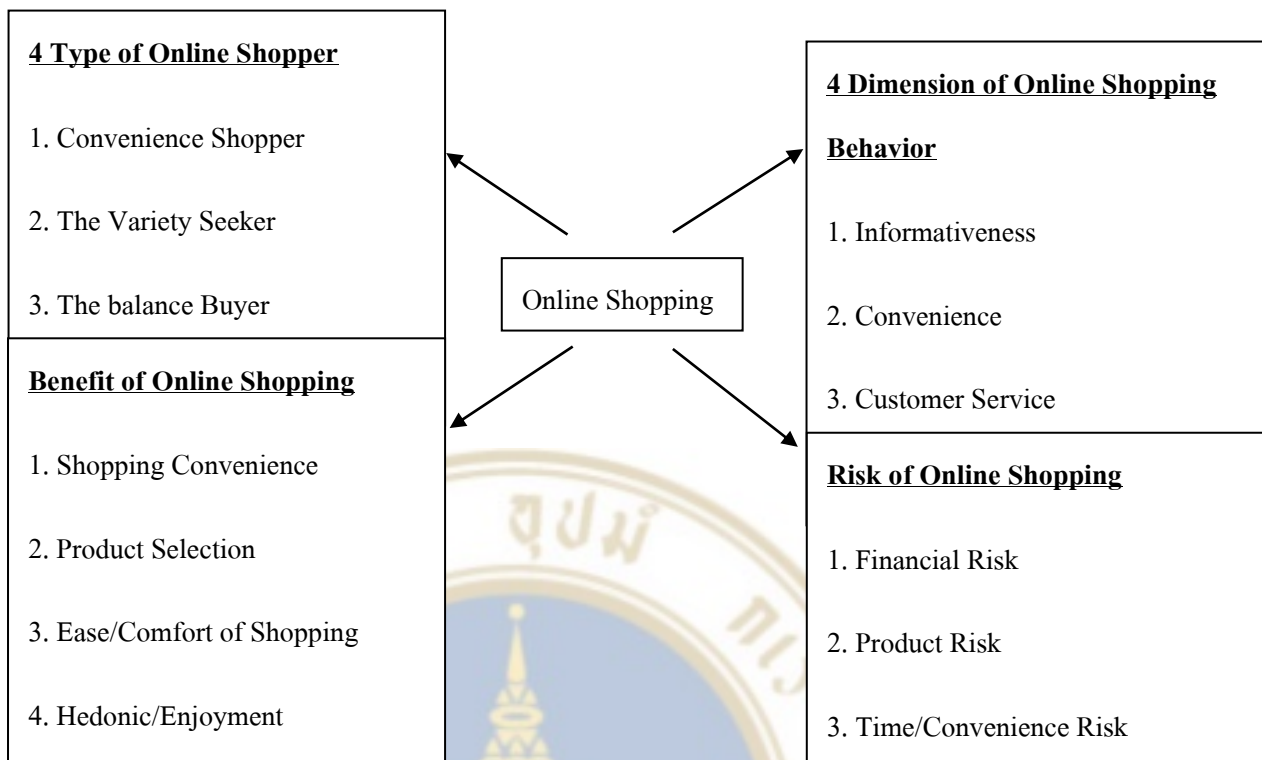 4 Type of Online Shopper
1. Convenience Shopper
2. The Variety Seeker
3. The balance Buyer
Benefit of Online Shopping
1. Shopping Convenience
2. Product Selection
3. Ease/Comfort of Shopping
4. Hedonic/Enjoyment
Online Shopping
4 Dimension of Online Shopping
Behavior
1. Informativeness
2. Convenience
3. Customer Service
Risk of Online Shopping
1. Financial Risk
2. Product Risk
3. Time/Convenience Risk